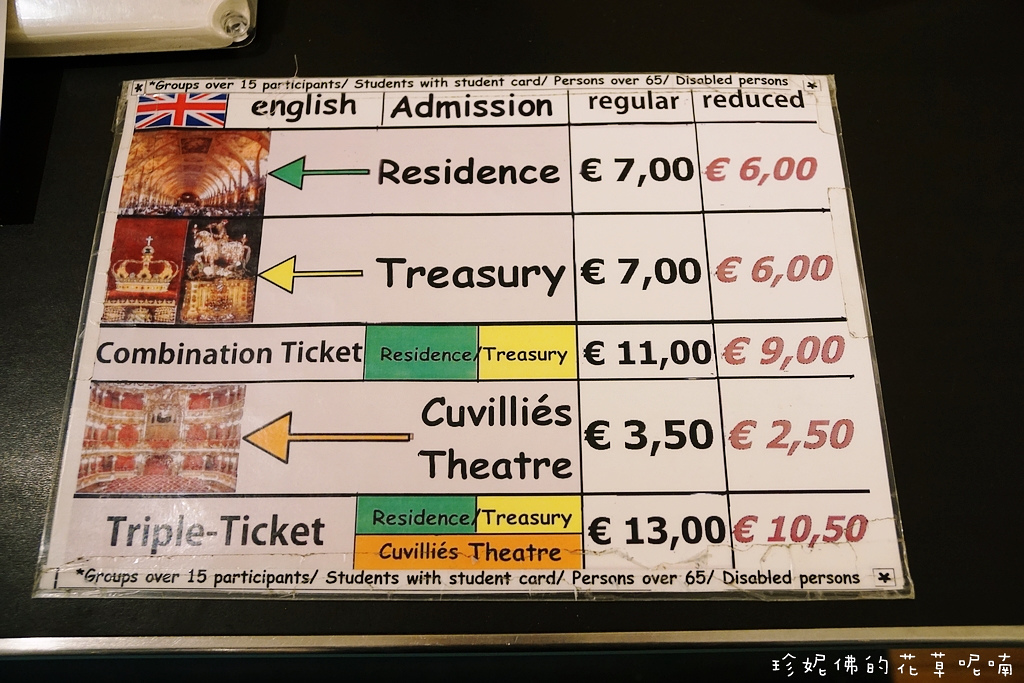 *Groups over 15 participants/ Students with student card/ Persons over 65/ Disabled persons *
english Admission regular reduced
Residence € 7,00 € 6,00
Treasury € 7,00 € 6,00
Combination Ticket Residence/Treasury € 11,00 € 9,00
Cuvilliés
Theatre € 3,50 € 2,50
Triple-Ticket Residence/Treasury € 13,00 € 10,50
Cuvilliés Theatre
*Groups over 15 participants/ Students with student card/ Persons over 65/ Disabled persons *
珍妮佛的花草呢喃